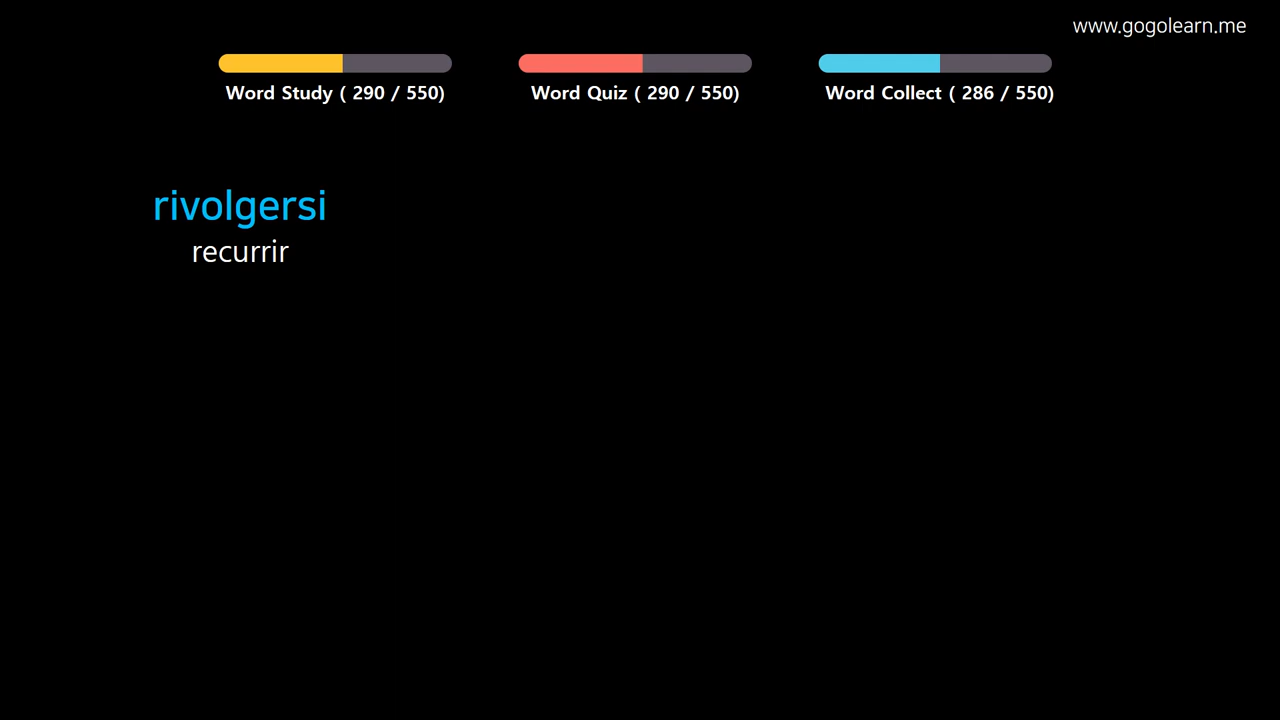 www.gogolearn.me
Word Study ( 290 / 550)
Word Quiz ( 290 / 550)
Word Collect ( 286 / 550)
rivolgersi
recurrir